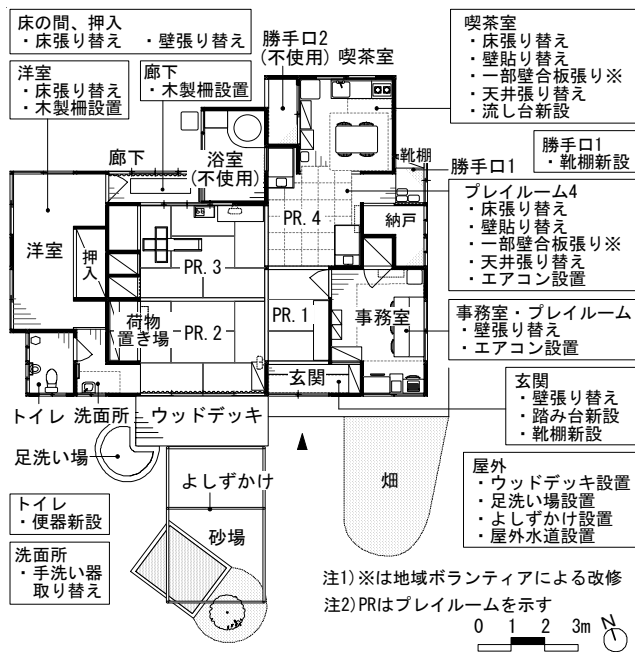 床の間、押入
・床張り替え ・壁張り替え
洋室
・床張り替え
・木製柵設置
廊下
・木製柵設置
勝手口2
(不使用)
喫茶室
喫茶室
・床張り替え
・壁貼り替え
・一部壁合板張り※
・天井張り替え
・流し台新設
勝手口1
・靴棚新設
廊下
浴室
(不使用)
靴棚
勝手口1
PR.4
納戸
プレイルーム4
・床張り替え
・壁貼り替え
・一部壁合板張り※
・天井張り替え
・エアコン設置
洋室
押入
PR.3
荷物
置き場
PR.2
PR.1
事務室
事務室・プレイルーム
・壁張り替え
・エアコン設置
玄関
玄関
・壁張り替え
・踏み台新設
・靴棚新設
トイレ
洗面所
ウッドデッキ
足洗い場
よしずかけ
畑
屋外
・ウッドデッキ設置
・足洗い場設置
・よしずかけ設置
・屋外水道設置
トイレ
・便器新設
砂場
洗面所
・手洗い器
取り替え
注1)※は地域ボランティアによる改修
注2)PRはプレイルームを示す
0 1 2 3m
N